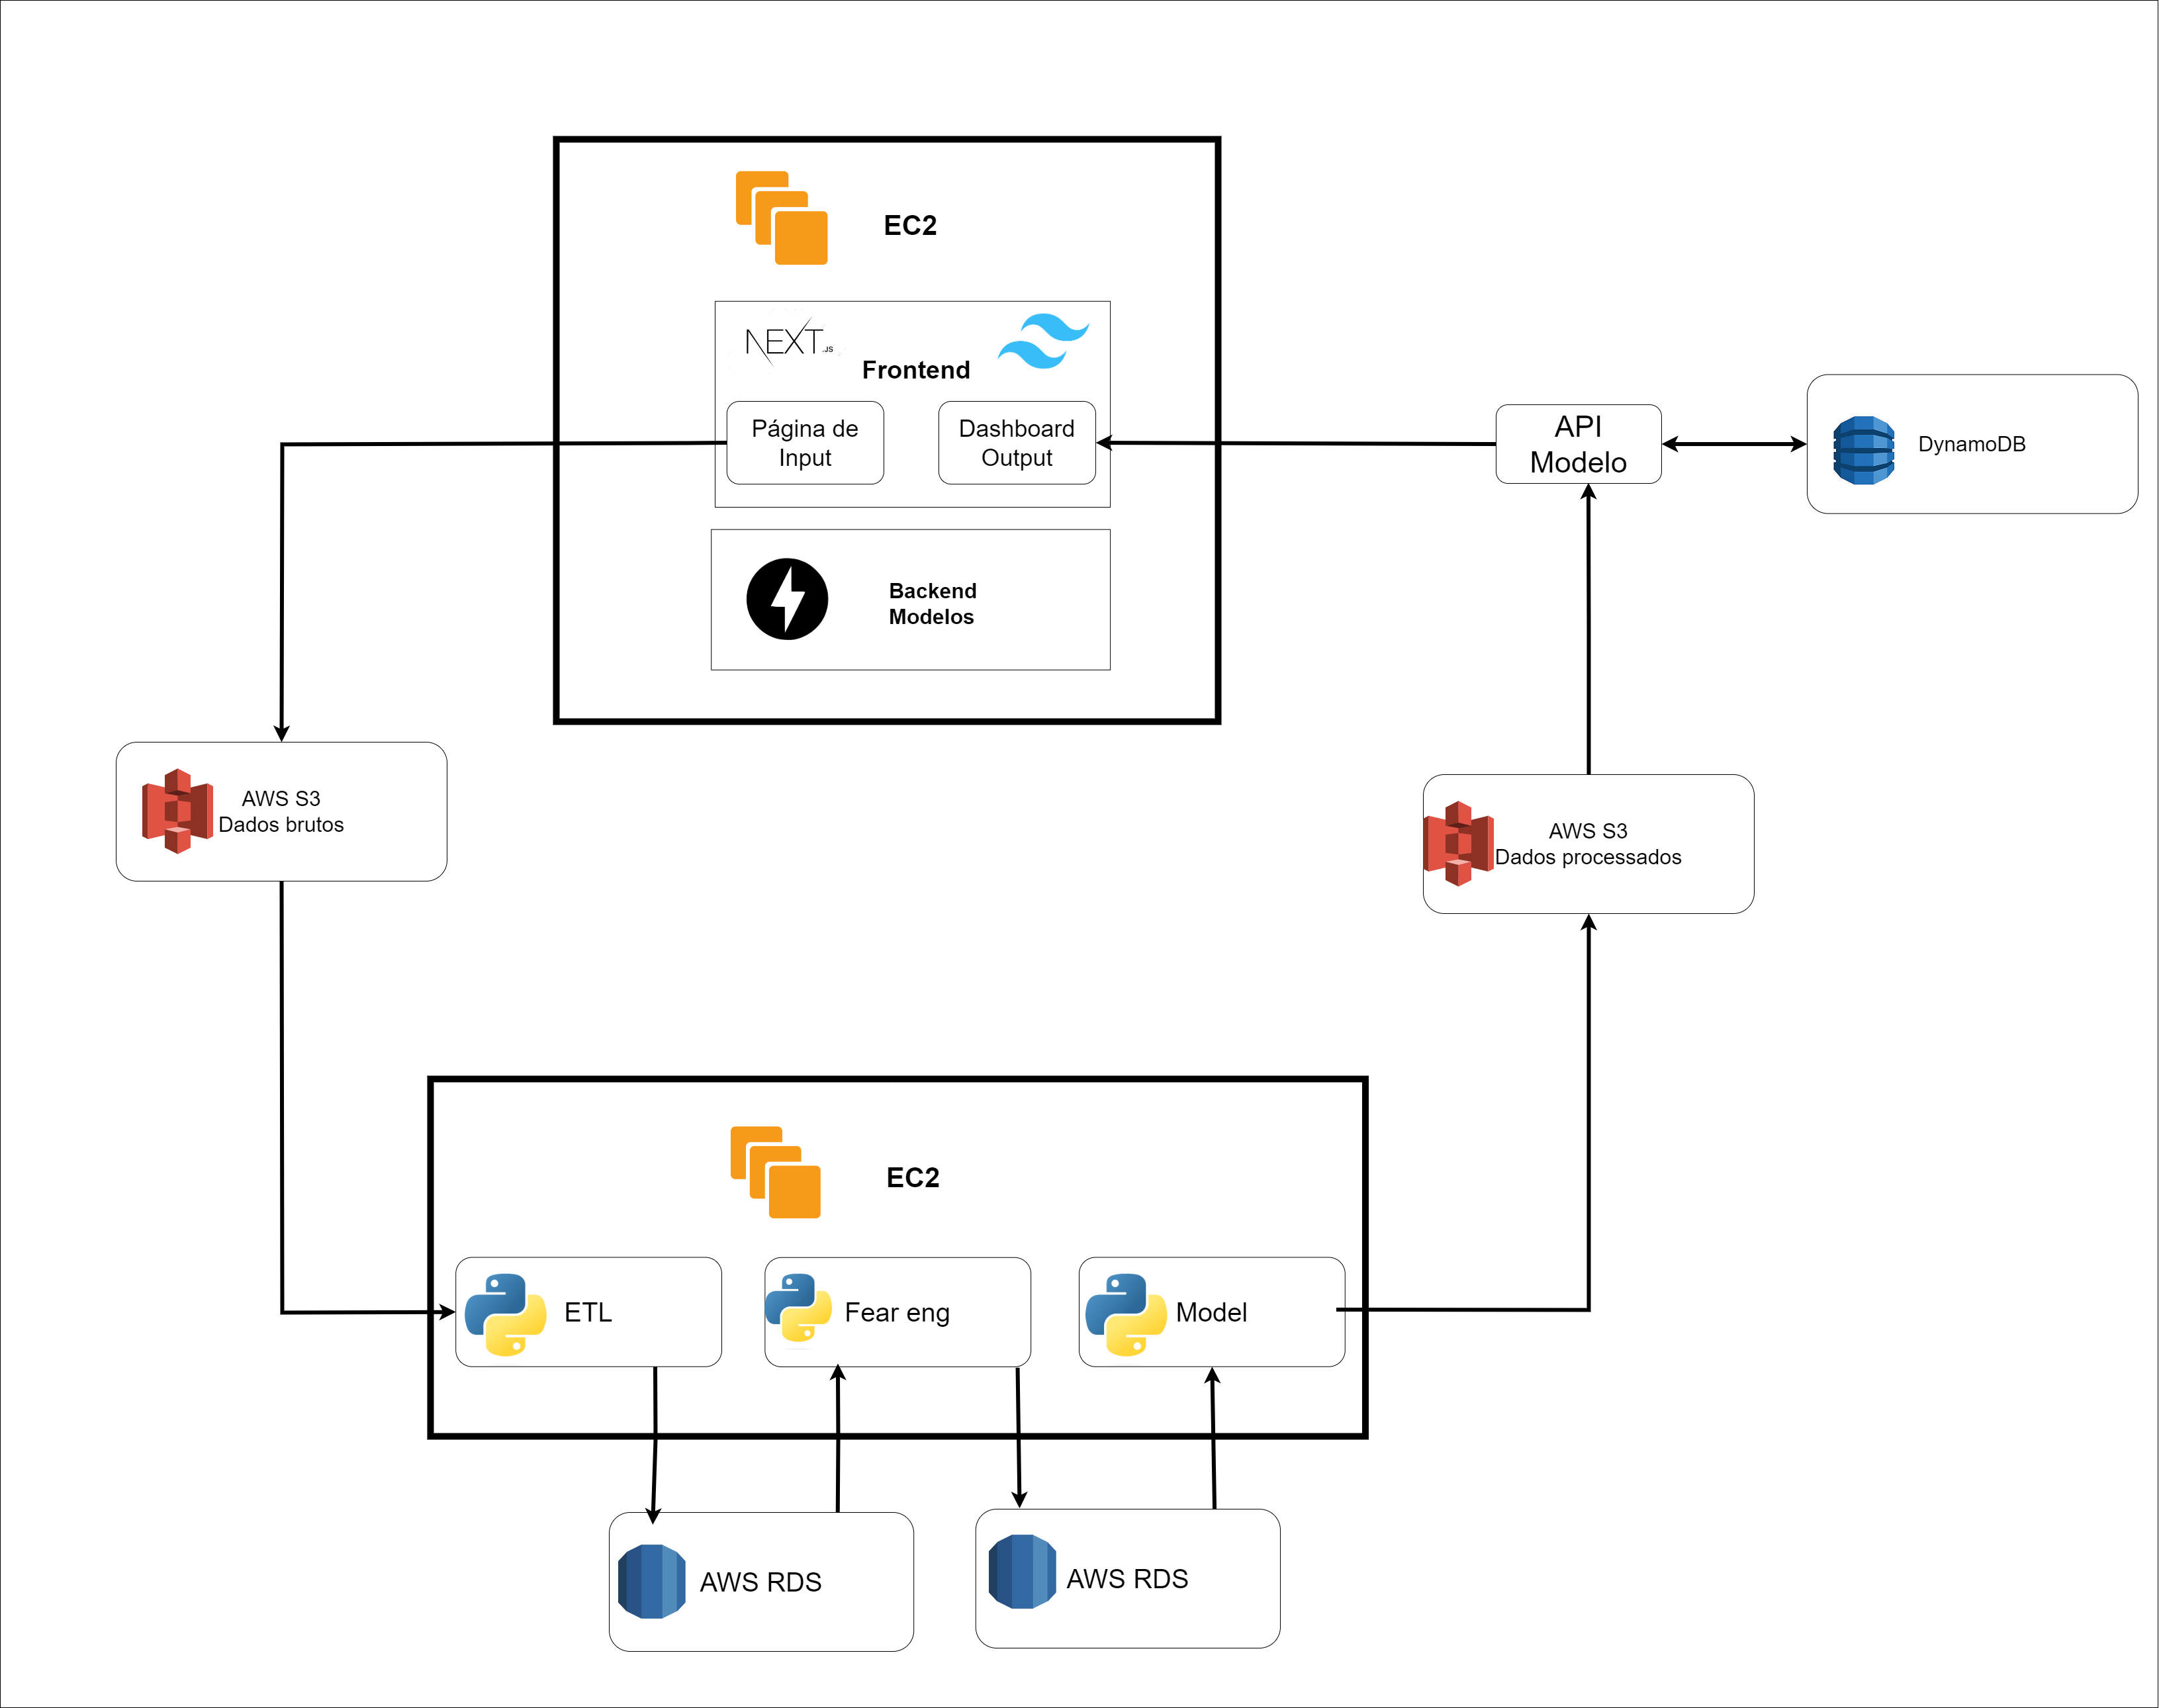 EC2
NEXT.JS
Frontend
Página de
Input
Dashboard
Output
API
Modelo
DynamoDB
Backend
Modelos
AWS S3
Dados brutos
AWS S3
Dados processados
EC2
ETL
Fear eng
Model
AWS RDS
AWS RDS